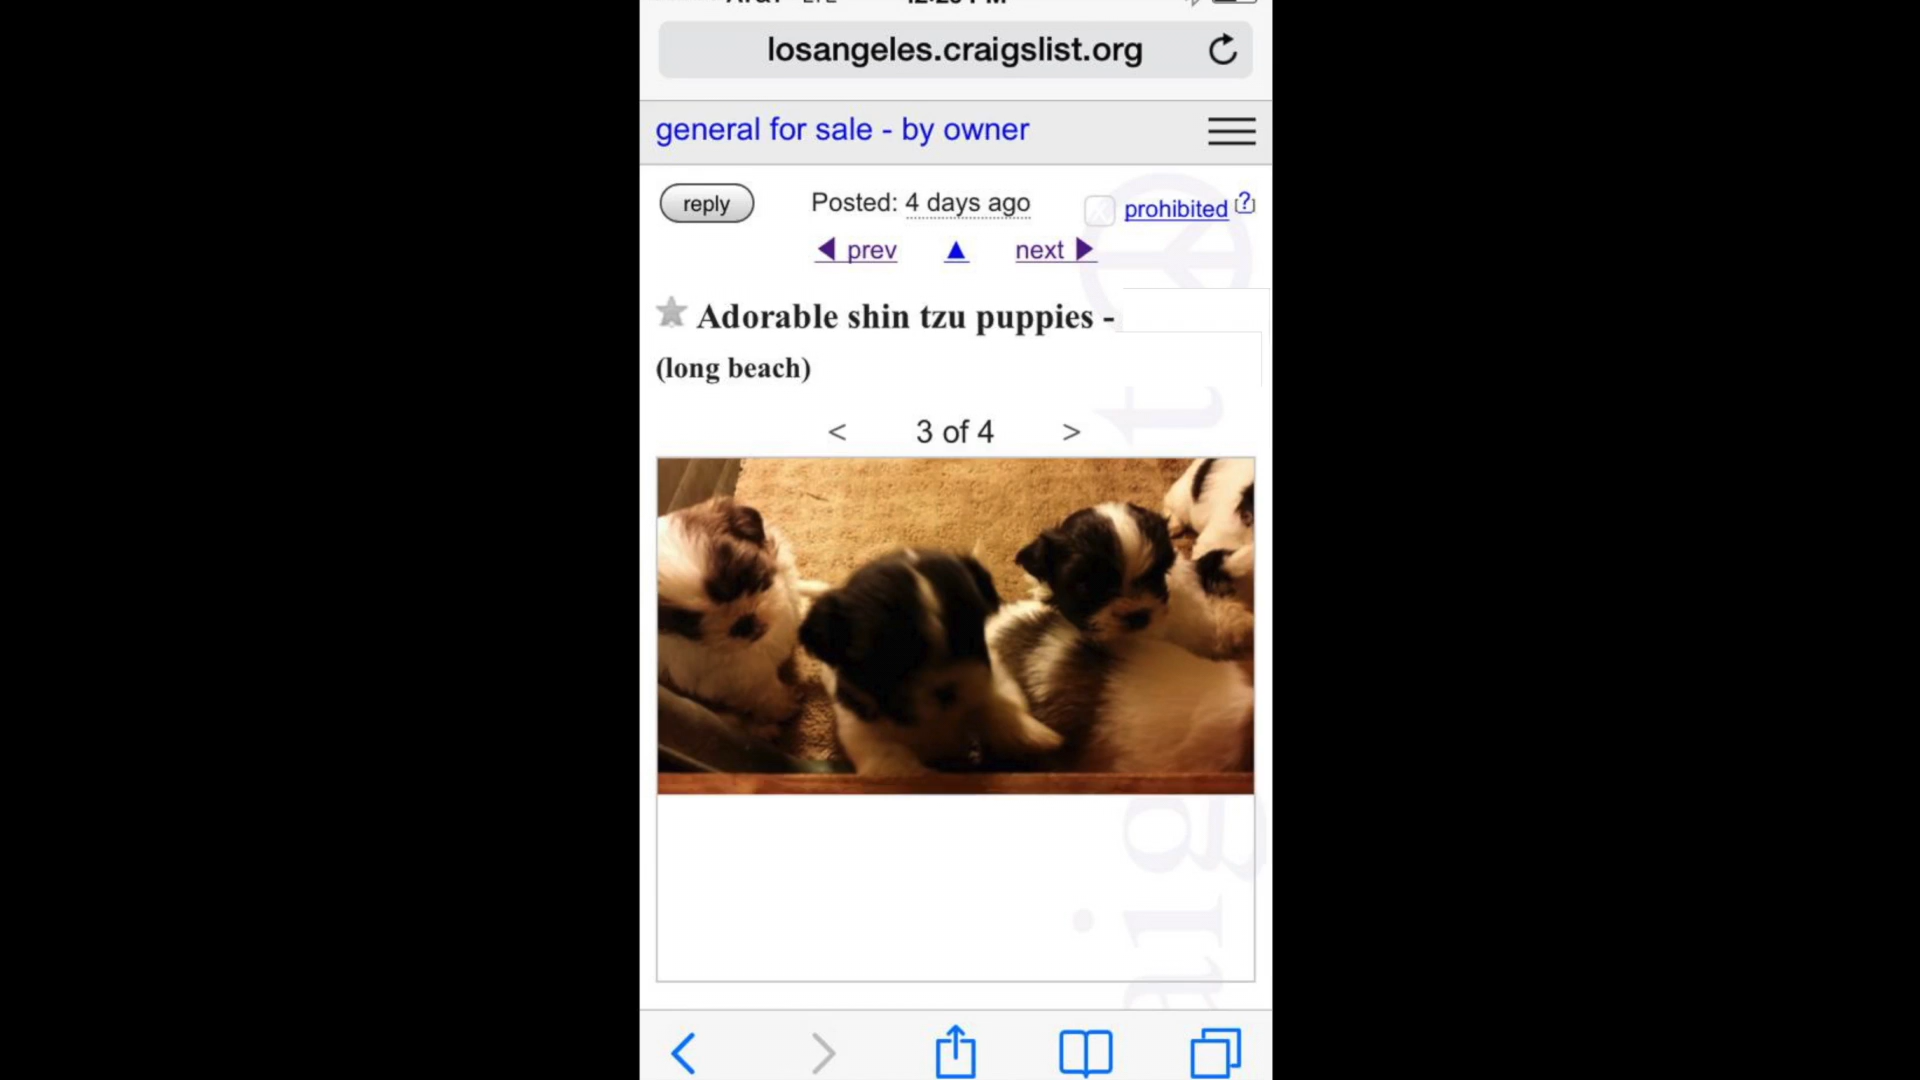 losangeles.craigslist.org
general for sale - by owner
reply
Posted: 4 days ago
prohibited [?]
prev
next
Adorable shin tzu puppies -
(long beach)
< 3 of 4 >